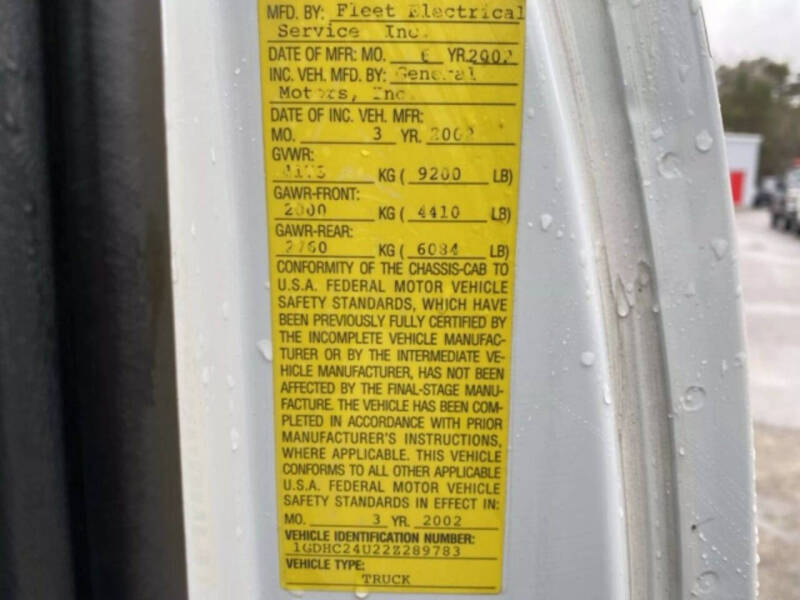 MFD. BY: Fleet Electrical
Service Inc.
DATE OF MFR: MO. 6 YR. 2002
INC. VEH. MFD. BY: General
Motors, Inc.
DATE OF INC. VEH. MFR:
MO. 3 YR. 2002
GVWR:
4173 KG ( 9200 LB)
GAWR-FRONT:
2000 KG ( 4410 LB)
GAWR-REAR:
2760 KG ( 6084 LB)
CONFORMITY OF THE CHASSIS-CAB TO
U.S.A. FEDERAL MOTOR VEHICLE
SAFETY STANDARDS, WHICH HAVE
BEEN PREVIOUSLY FULLY CERTIFIED BY
THE INCOMPLETE VEHICLE MANUFAC-
TURER OR BY THE INTERMEDIATE VE-
HICLE MANUFACTURER, HAS NOT BEEN
AFFECTED BY THE FINAL-STAGE MANU-
FACTURE. THE VEHICLE HAS BEEN COM-
PLETED IN ACCORDANCE WITH PRIOR
MANUFACTURER'S INSTRUCTIONS,
WHERE APPLICABLE. THIS VEHICLE
CONFORMS TO ALL OTHER APPLICABLE
U.S.A. FEDERAL MOTOR VEHICLE
SAFETY STANDARDS IN EFFECT IN:
MO. 3 YR. 2002
VEHICLE IDENTIFICATION NUMBER:
1GDHC24U22Z289783
VEHICLE TYPE:
TRUCK